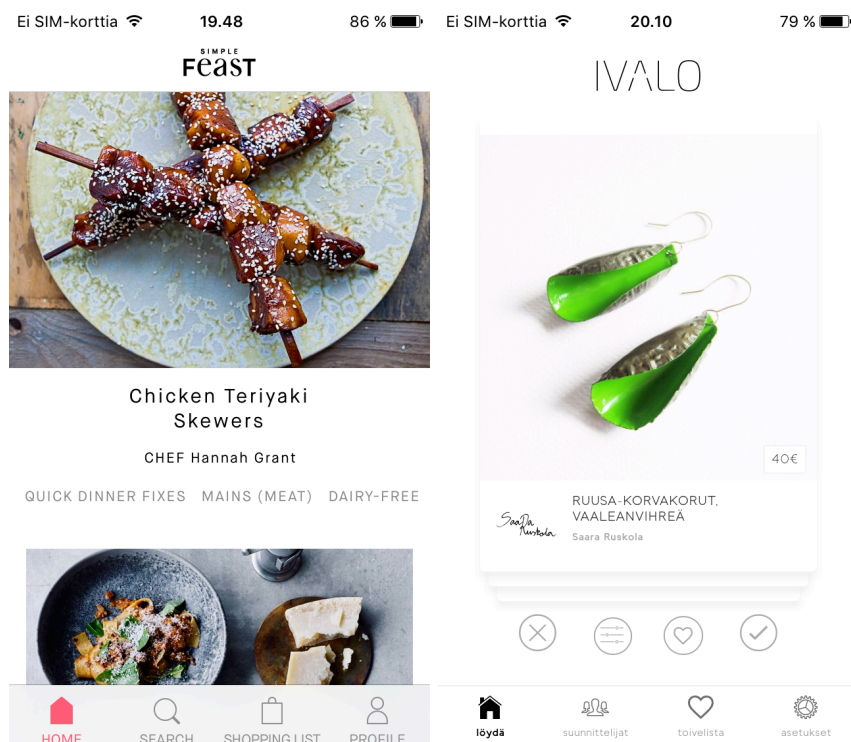 Ei SIM-korttia
19.48
86 %
SIMPLE
FEAST
Chicken Teriyaki
Skewers
CHEF Hannah Grant
QUICK DINNER FIXES MAINS (MEAT) DAIRY-FREE
HOME SEARCH SHOPPING LIST PROFILE
Ei SIM-korttia
20.10
79 %
IVALO
40€
RUUSA-KORVAKORUT,
VAALEANVIHREÄ
SaaRa
Ruskola
Saara Ruskola
löydä suunnittelijat toivelista asetukset